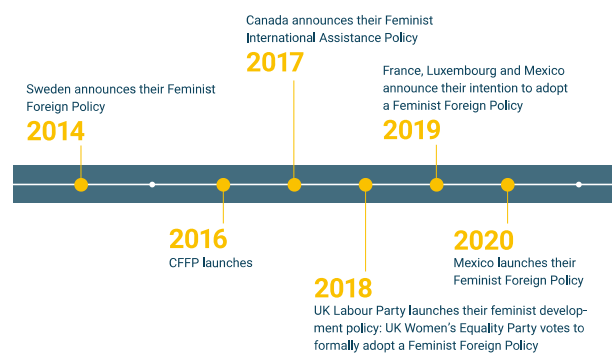 Canada announces their Feminist
International Assistance Policy
2017
France, Luxembourg and Mexico
announce their intention to adopt
a Feminist Foreign Policy
2019
Sweden announces their Feminist
Foreign Policy
2014
2016
CFFP launches
2020
Mexico launches their
Feminist Foreign Policy
2018
UK Labour Party launches their feminist develop-
ment policy: UK Women's Equality Party votes to
formally adopt a Feminist Foreign Policy